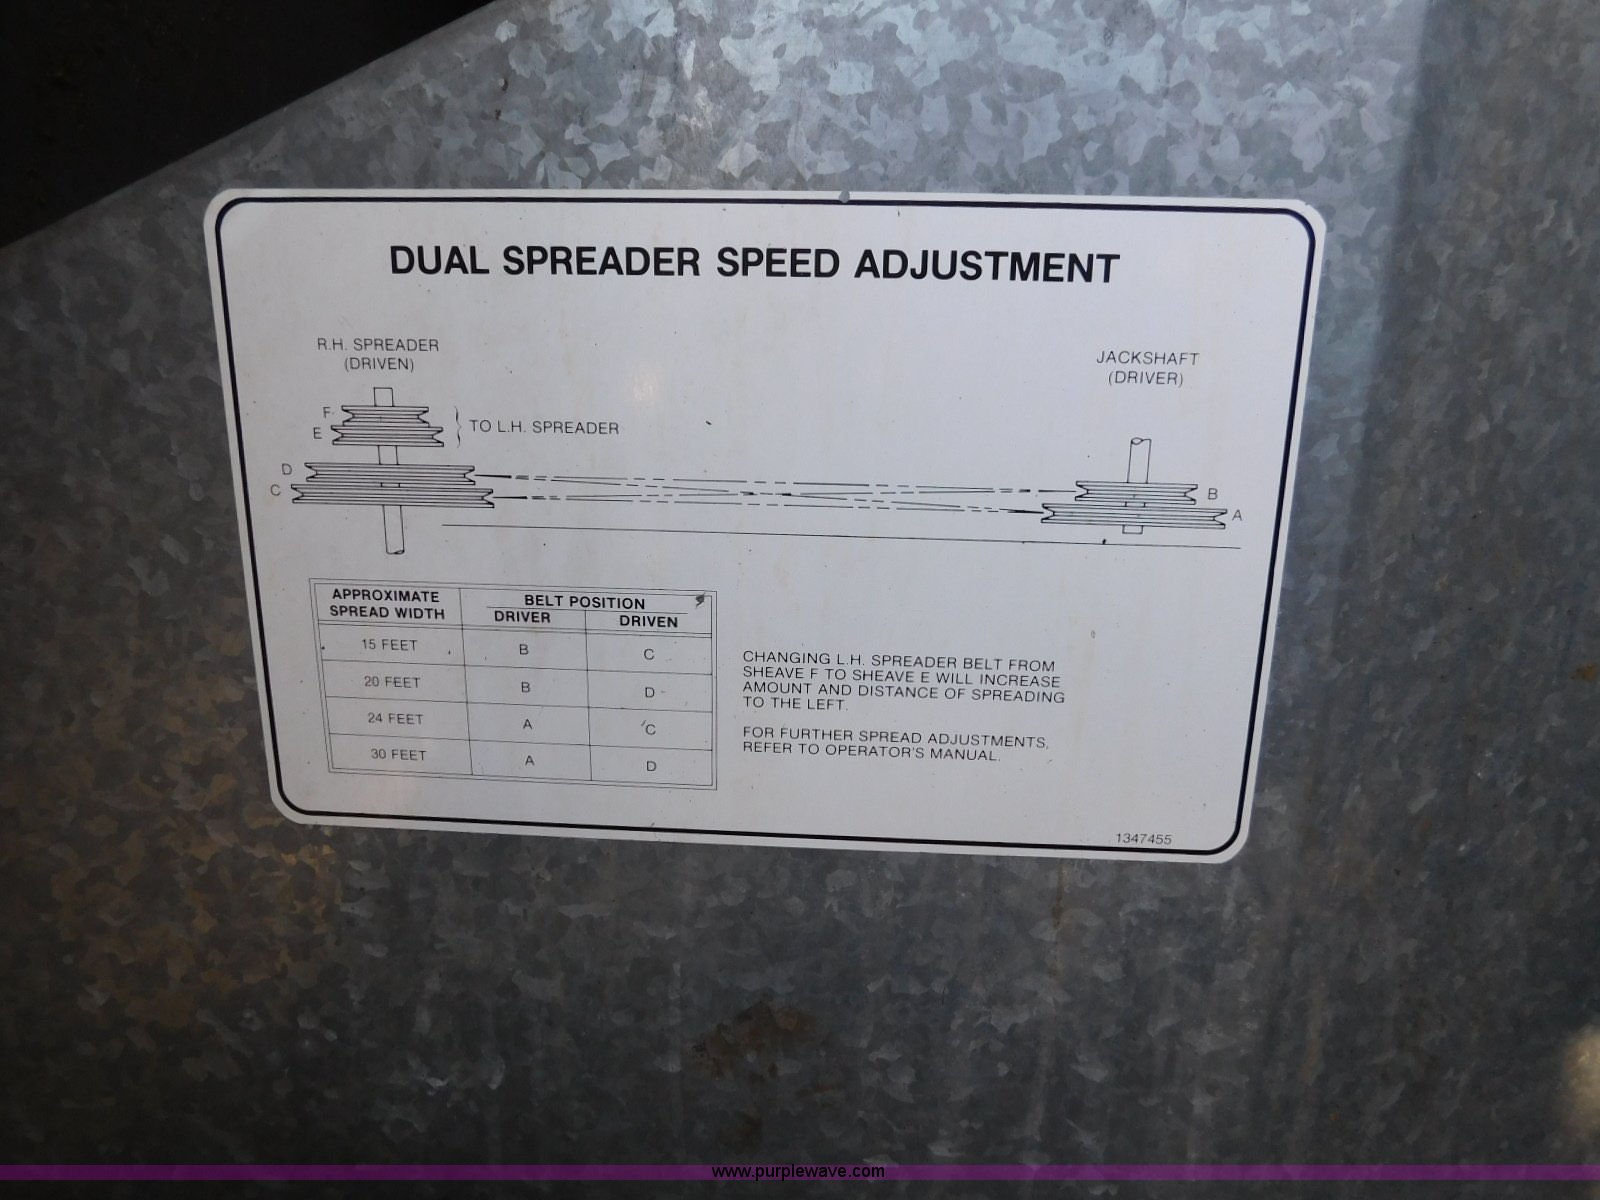 DUAL SPREADER SPEED ADJUSTMENT
R.H. SPREADER
(DRIVEN)
JACKSHAFT
(DRIVER)
F
E
TO L.H. SPREADER
D
C
B
A
APPROXIMATE
SPREAD WIDTH
BELT POSITION
DRIVER DRIVEN
15 FEET B C
20 FEET B D
24 FEET A C
30 FEET A D
CHANGING L.H. SPREADER BELT FROM
SHEAVE F TO SHEAVE E WILL INCREASE
AMOUNT AND DISTANCE OF SPREADING
TO THE LEFT.
FOR FURTHER SPREAD ADJUSTMENTS,
REFER TO OPERATOR'S MANUAL.
1347455
www.purplewave.com